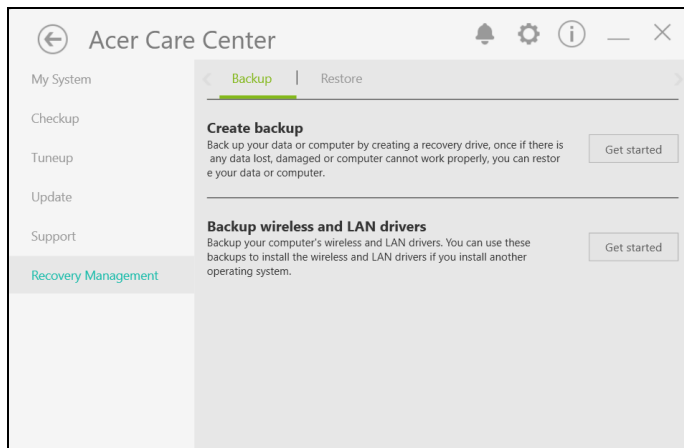 Acer Care Center
My System
Checkup
Tuneup
Update
Support
Recovery Management
Backup | Restore
Create backup
Back up your data or computer by creating a recovery drive, once if there is
any data lost, damaged or computer cannot work properly, you can restor
e your data or computer.
Get started
Backup wireless and LAN drivers
Backup your computer's wireless and LAN drivers. You can use these
backups to install the wireless and LAN drivers if you install another
operating system.
Get started